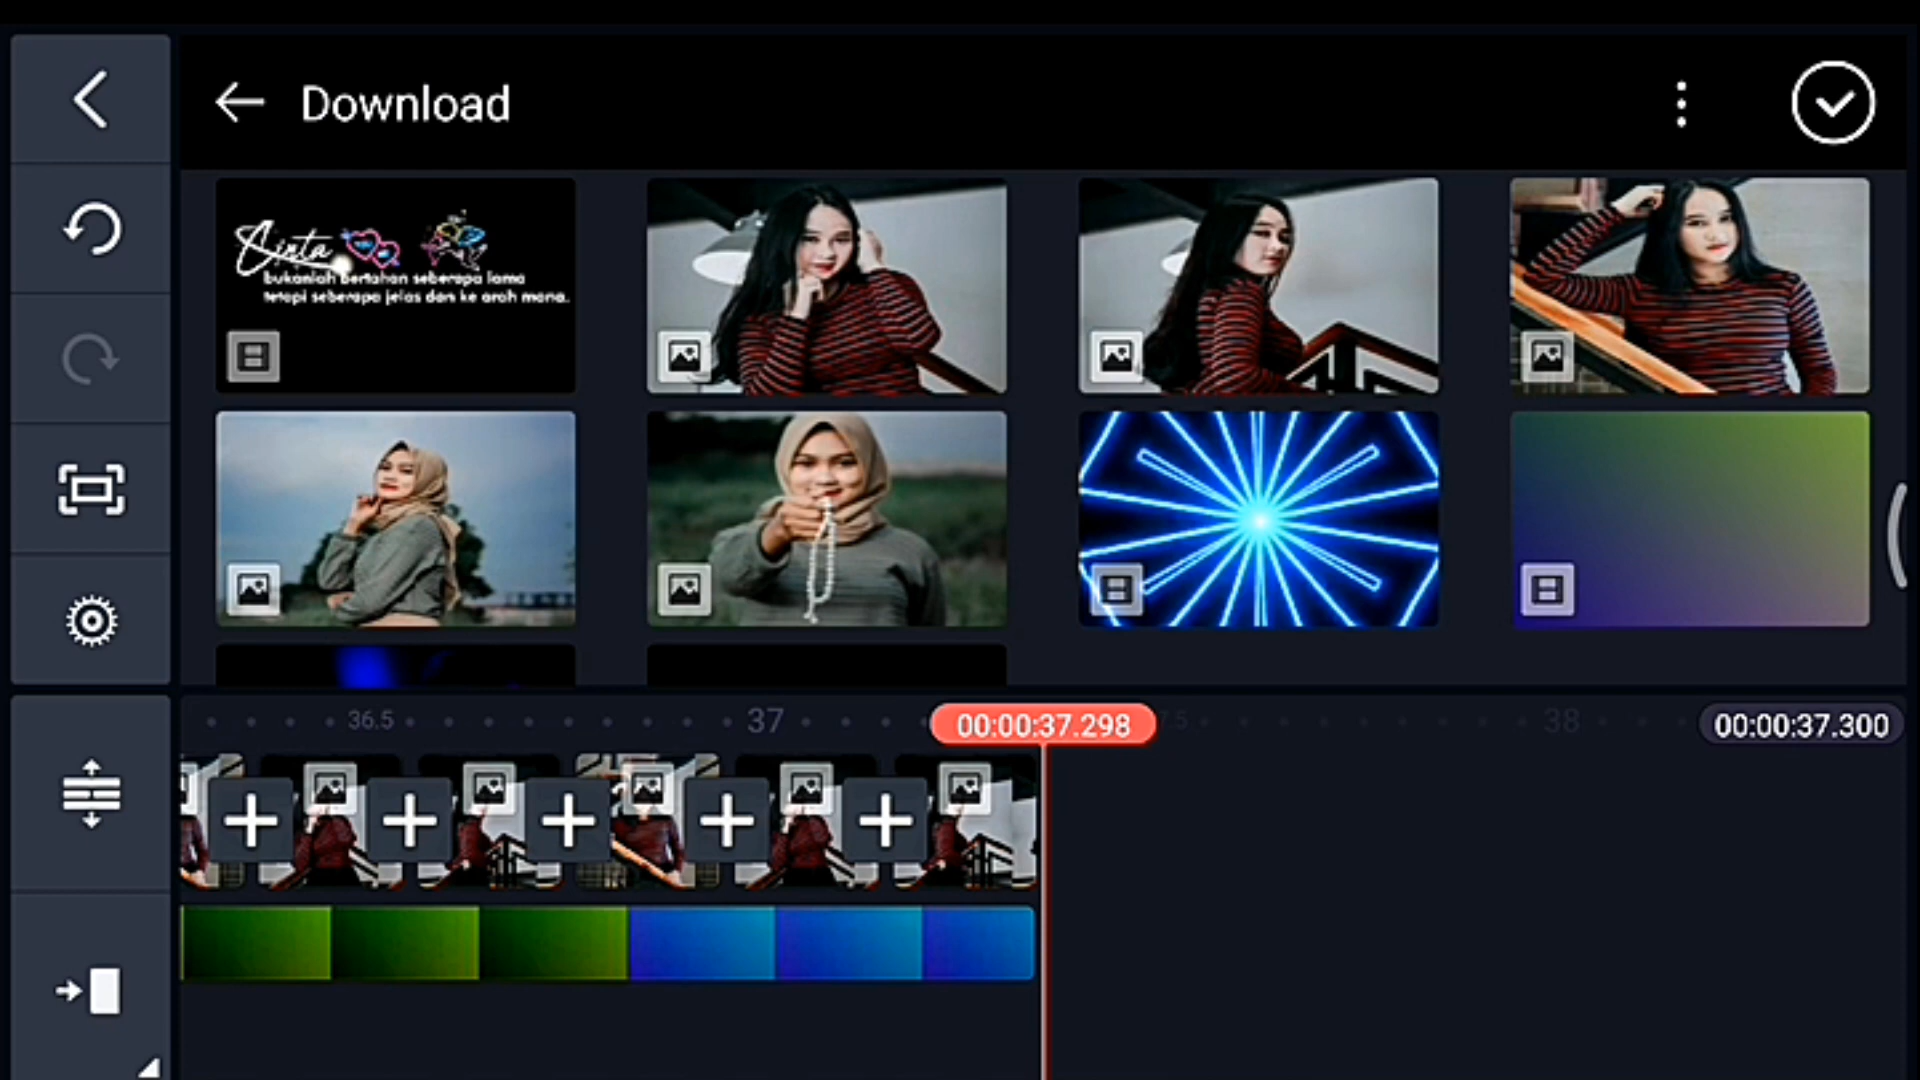 Download
Cinta
bukanlah bertahan seberapa lama
tetapi seberapa jelas dan ke arah mana.
36.5
37
00:00:37.298
38
00:00:37.300